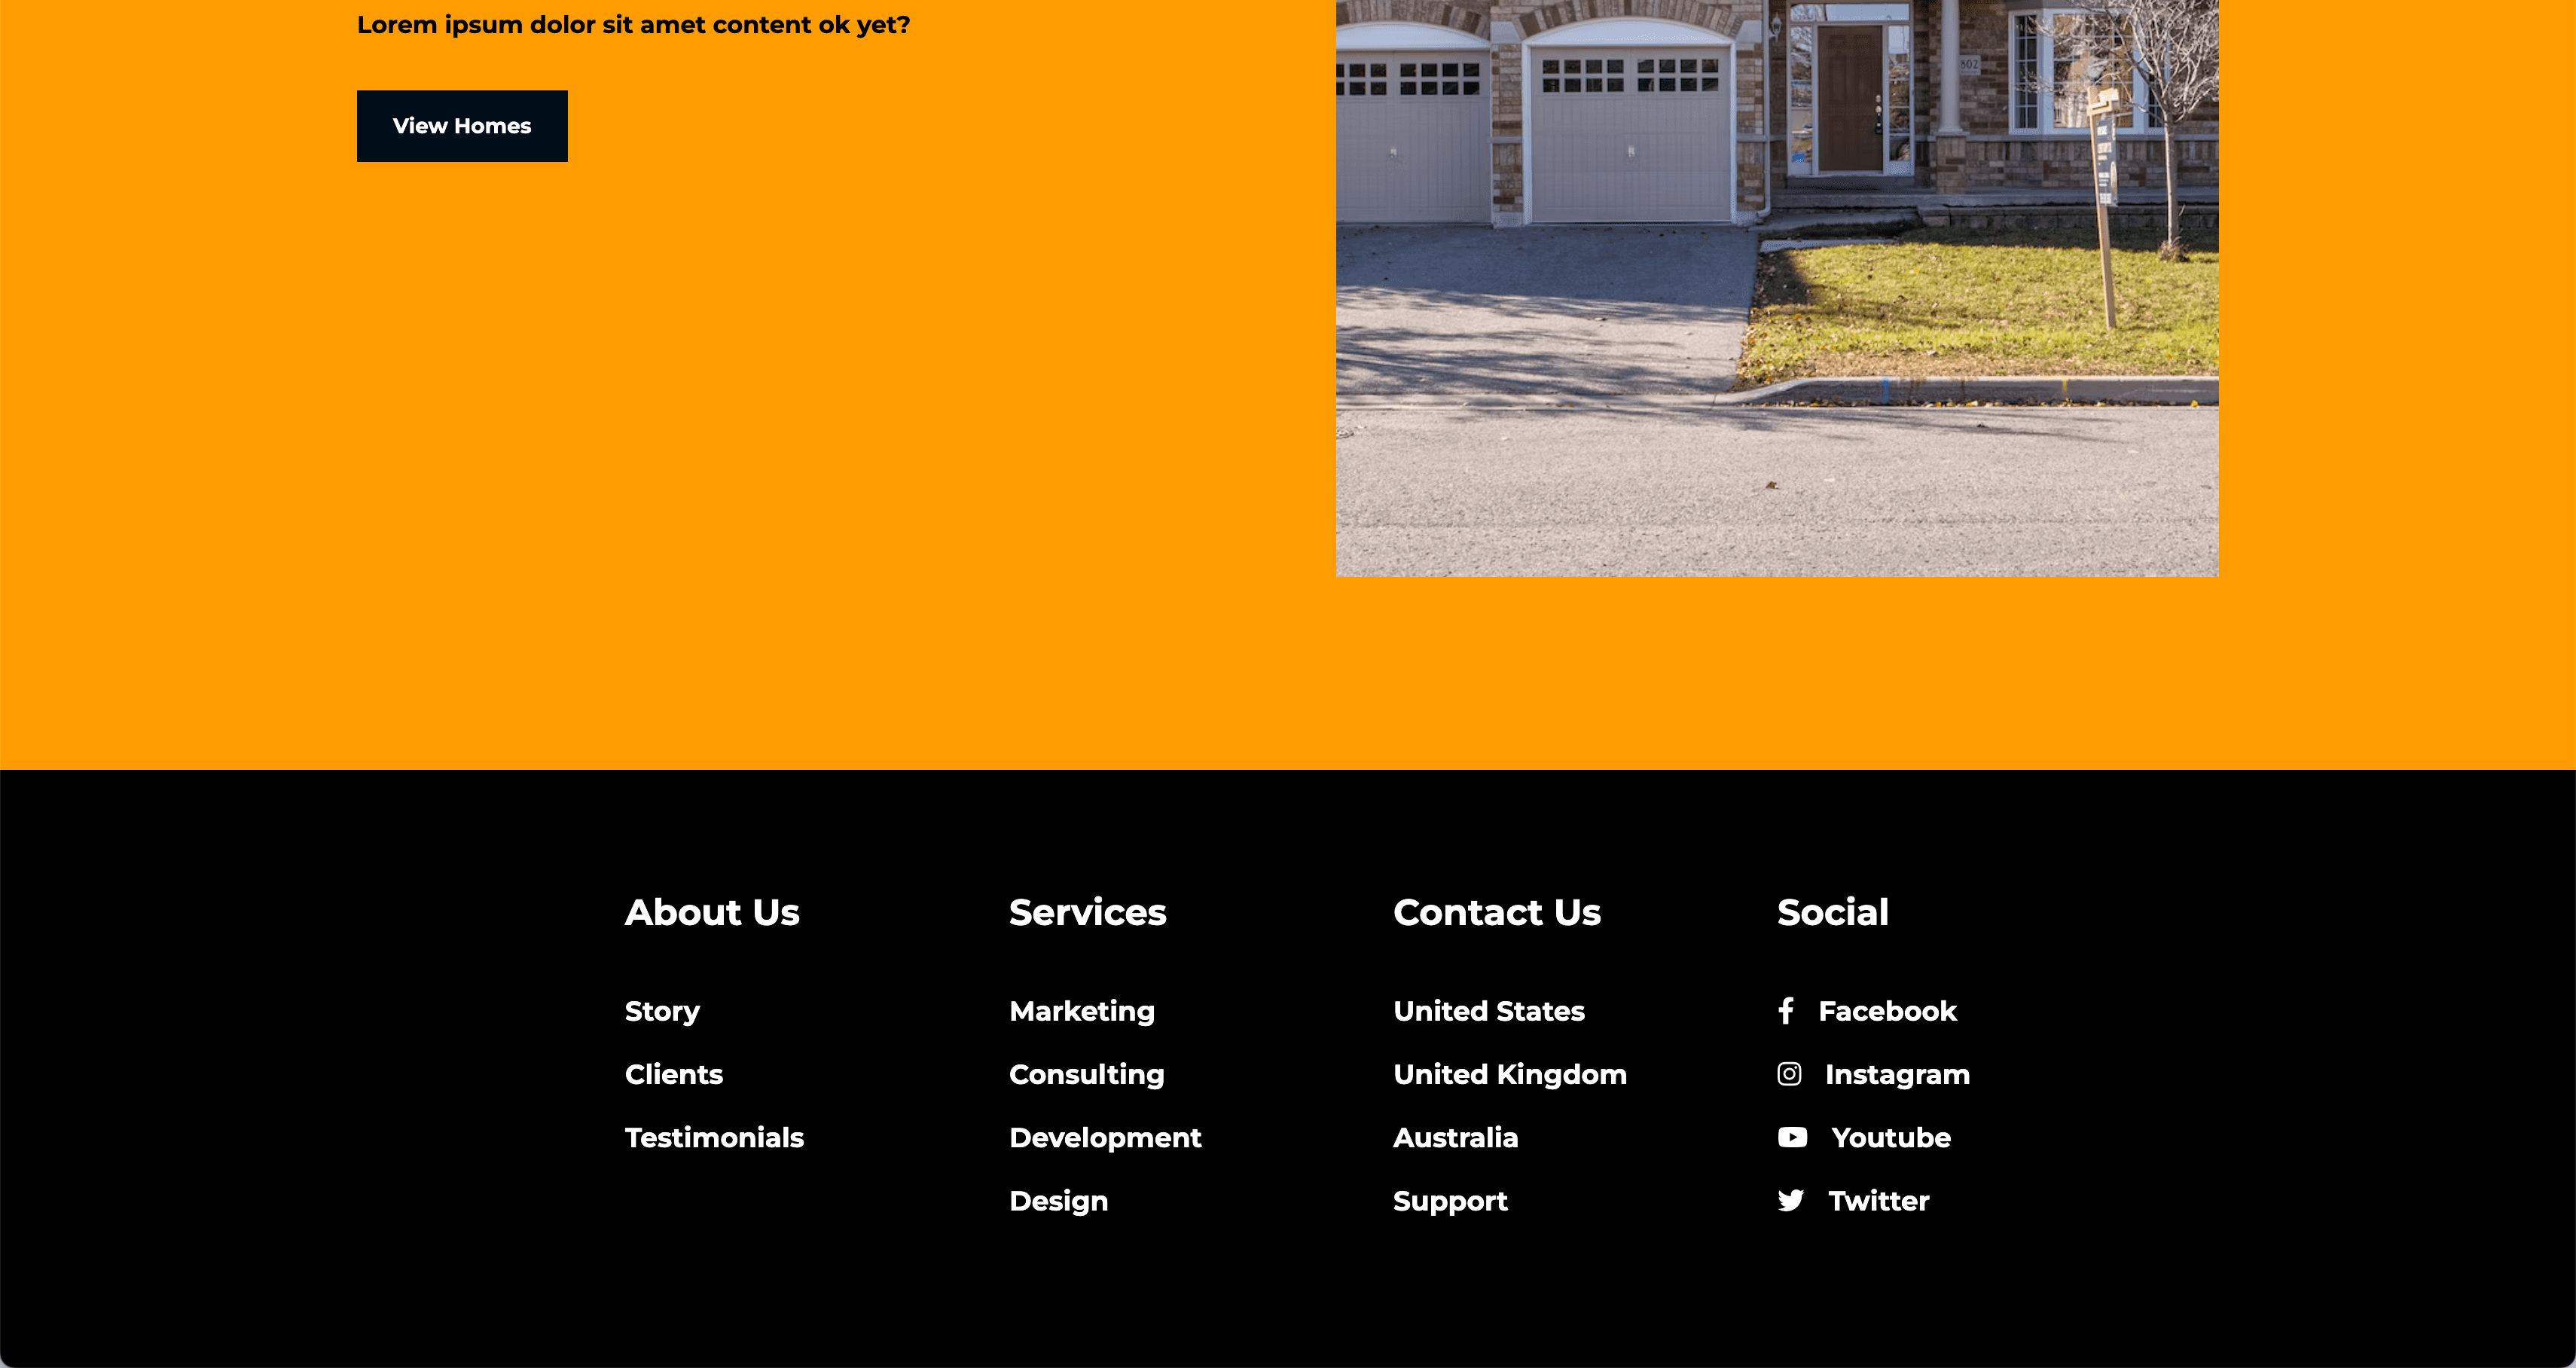 Lorem ipsum dolor sit amet content ok yet?
View Homes
802
About Us
Story
Clients
Testimonials
Services
Marketing
Consulting
Development
Design
Contact Us
United States
United Kingdom
Australia
Support
Social
Facebook
Instagram
Youtube
Twitter